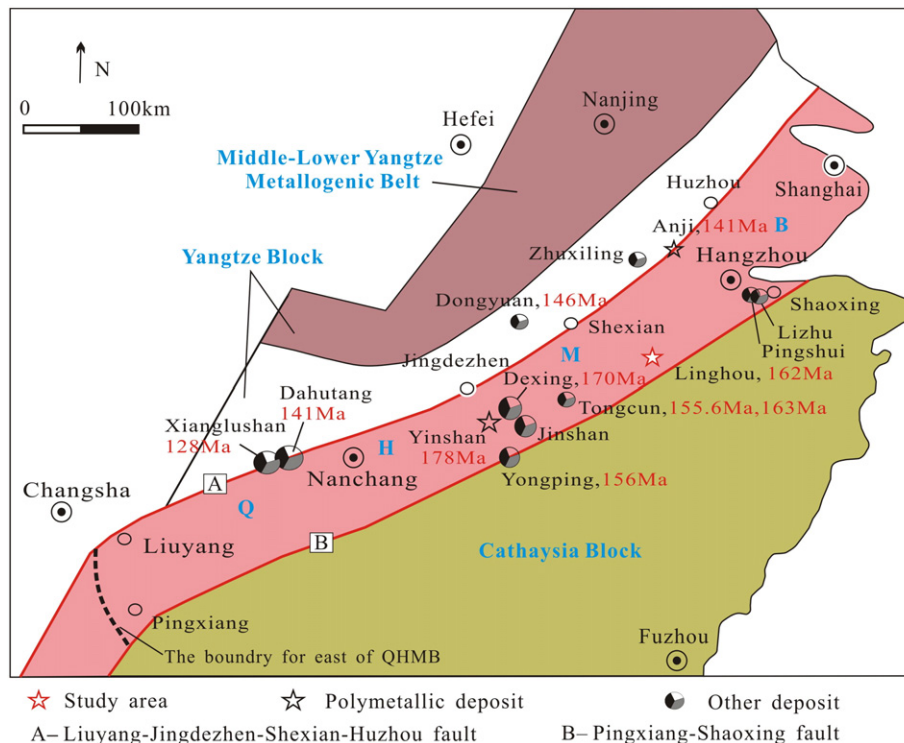 N
0 100km
Hefei
Nanjing
Middle-Lower Yangtze
Metallogenic Belt
Huzhou
Shanghai
Anji,141Ma
B
Zhuxiling
Hangzhou
Yangtze Block
Dongyuan,146Ma
Shaoxing
Shexian
Lizhu
Pingshui
Jingdezhen
M
Linghou, 162Ma
Dexing,170Ma
Dahutang
141Ma
Tongcun,155.6Ma,163Ma
Xianglushan
128Ma
Yinshan
178Ma
Jinshan
H
Nanchang
Yongping,156Ma
A
Changsha
Q
B
Liuyang
Cathaysia Block
Pingxiang
Fuzhou
The boundry for east of QHMB
Study area
Polymetallic deposit
Other deposit
A–Liuyang-Jingdezhen-Shexian-Huzhou fault
B–Pingxiang-Shaoxing fault